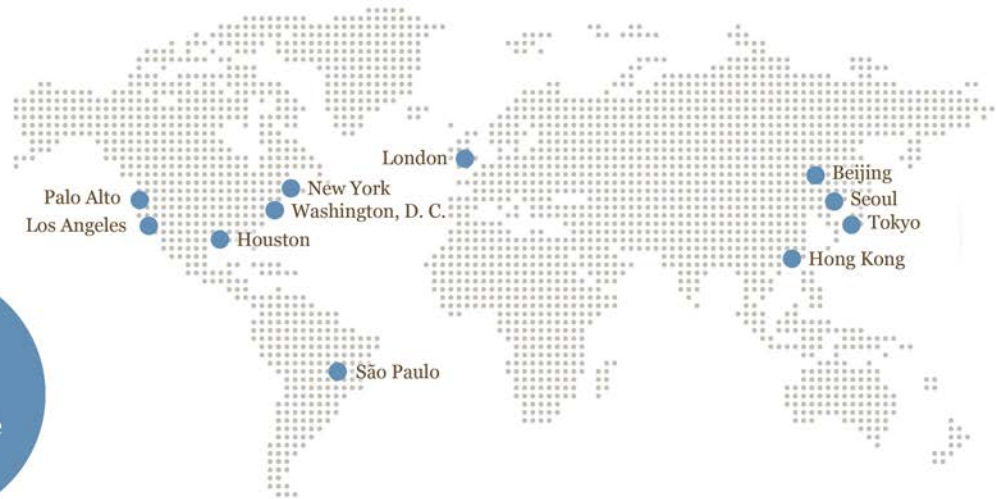 London
Beijing
New York
Palo Alto
Seoul
Washington, D. C.
Los Angeles
Tokyo
Houston
Hong Kong
São Paulo